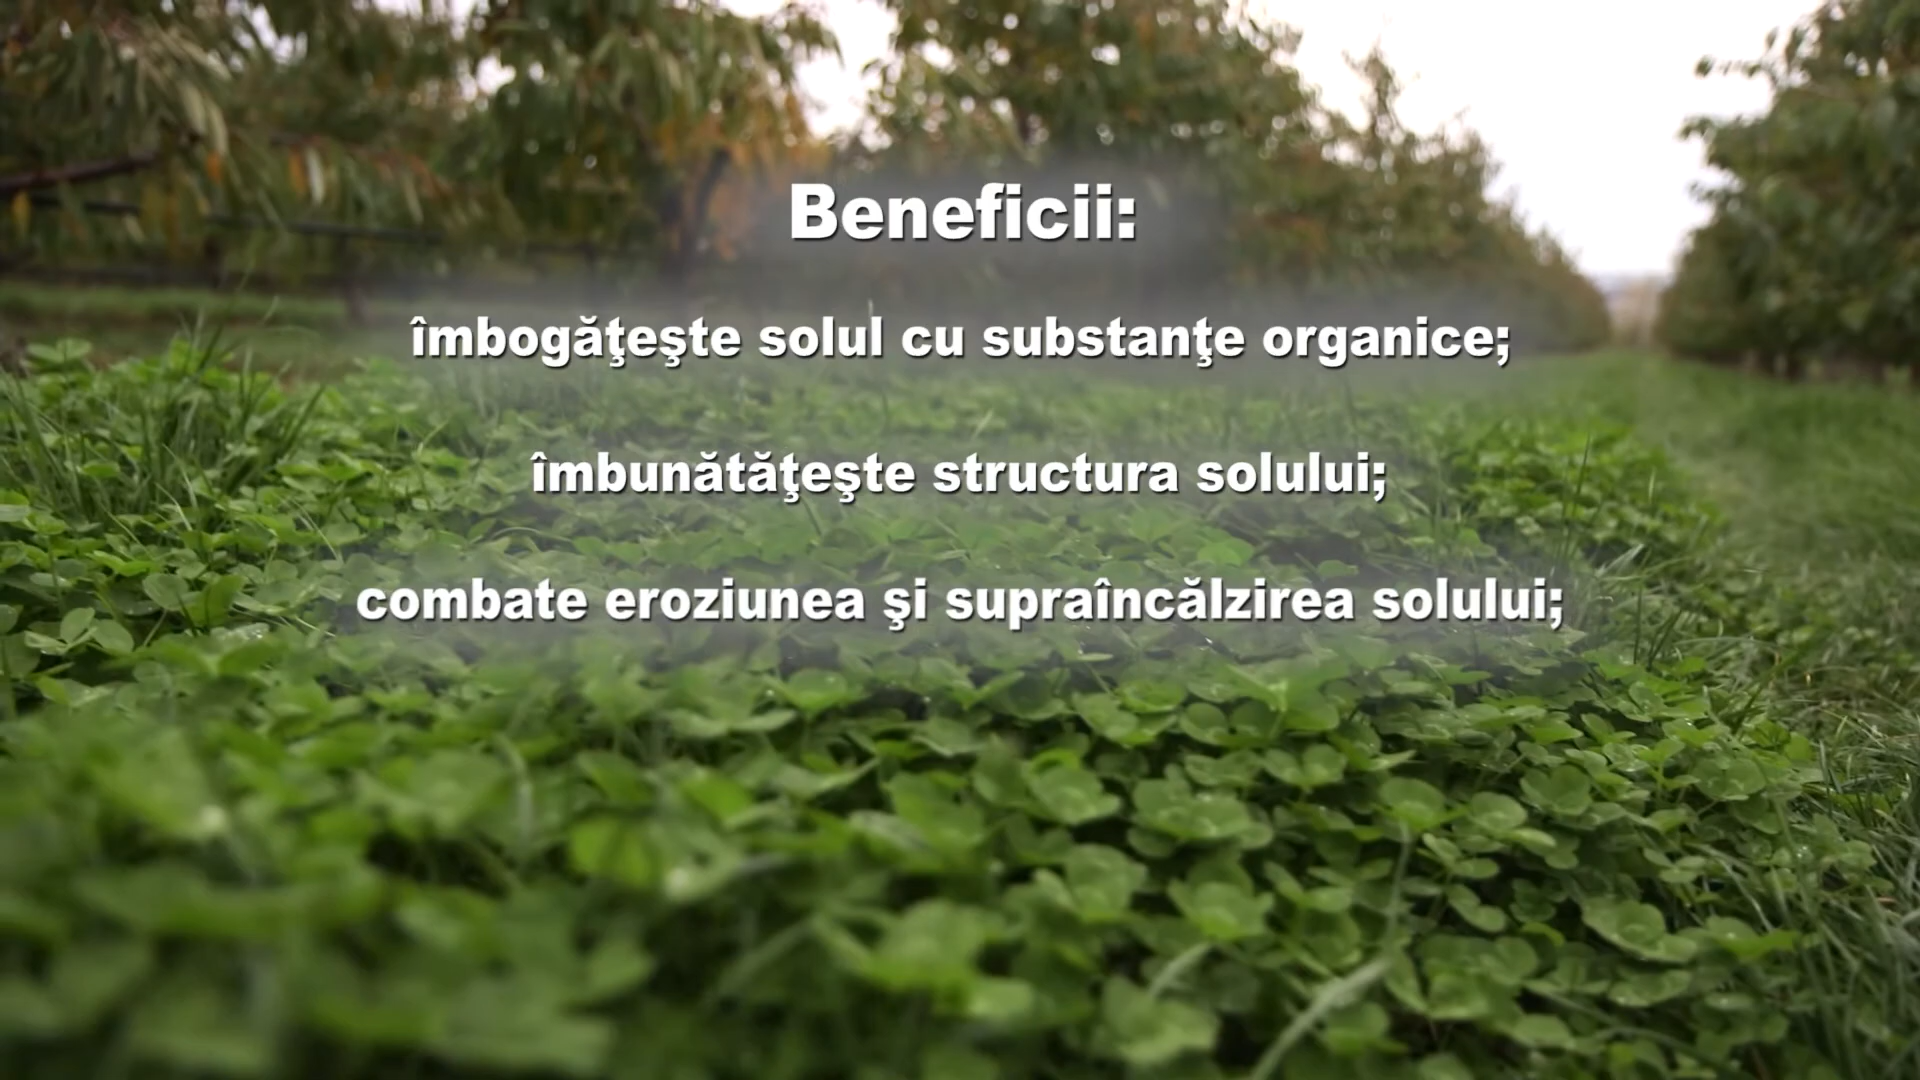 Beneficii:
îmbogăţeşte solul cu substanţe organice;
îmbunătăţeşte structura solului;
combate eroziunea şi supraîncălzirea solului;